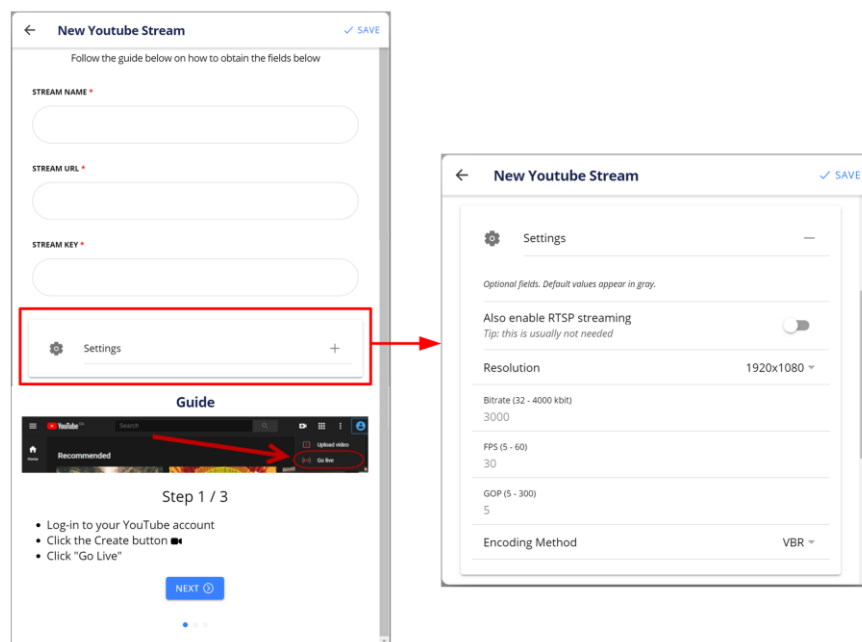 New Youtube Stream
SAVE
Follow the guide below on how to obtain the fields below
STREAM NAME *
STREAM URL *
STREAM KEY *
Settings
Guide
YouTube CA
Search
Upload video
Home
Recommended
Go live
Step 1 / 3
Log-in to your YouTube account
Click the Create button
Click "Go Live"
NEXT
New Youtube Stream
SAVE
Settings
Optional fields. Default values appear in gray.
Also enable RTSP streaming
Tip: this is usually not needed
Resolution 1920x1080
Bitrate (32 - 4000 kbit)
3000
FPS (5 - 60)
30
GOP (5 - 300)
5
Encoding Method VBR